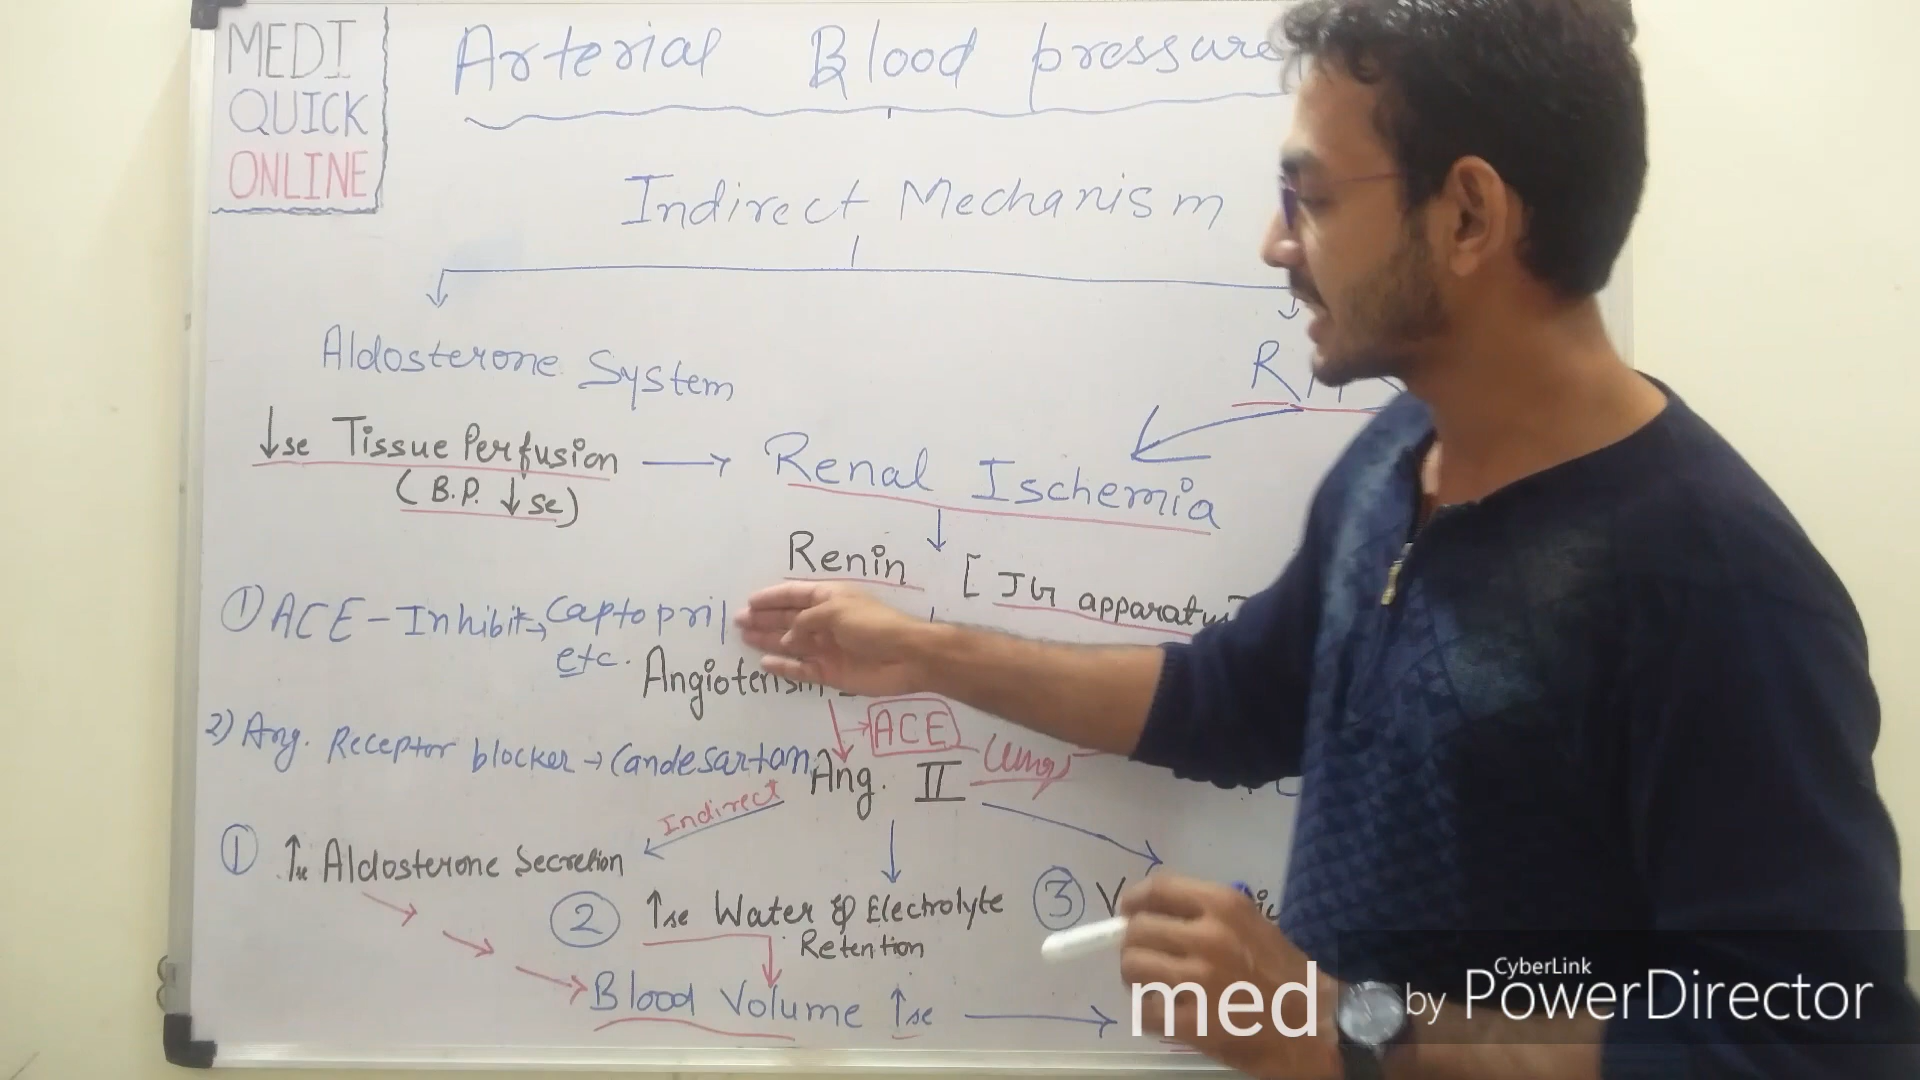 MEDI
QUICK
ONLINE
Arterial Blood pressure
Indirect Mechanism
Aldosterone System
↓se Tissue Perfusion → Renal Ischemia
(B.P. ↓se)
Renin [JG apparatus]
① ACE - Inhibit → Captopril
etc.
ACE
2) Ang. Receptor blocker → Candesartan
Ang. II
Lung
Indirect
① ↑se Aldosterone Secretion
② ↑se Water & Electrolyte
Retention
③
Blood Volume ↑se →
med
by CyberLink
PowerDirector